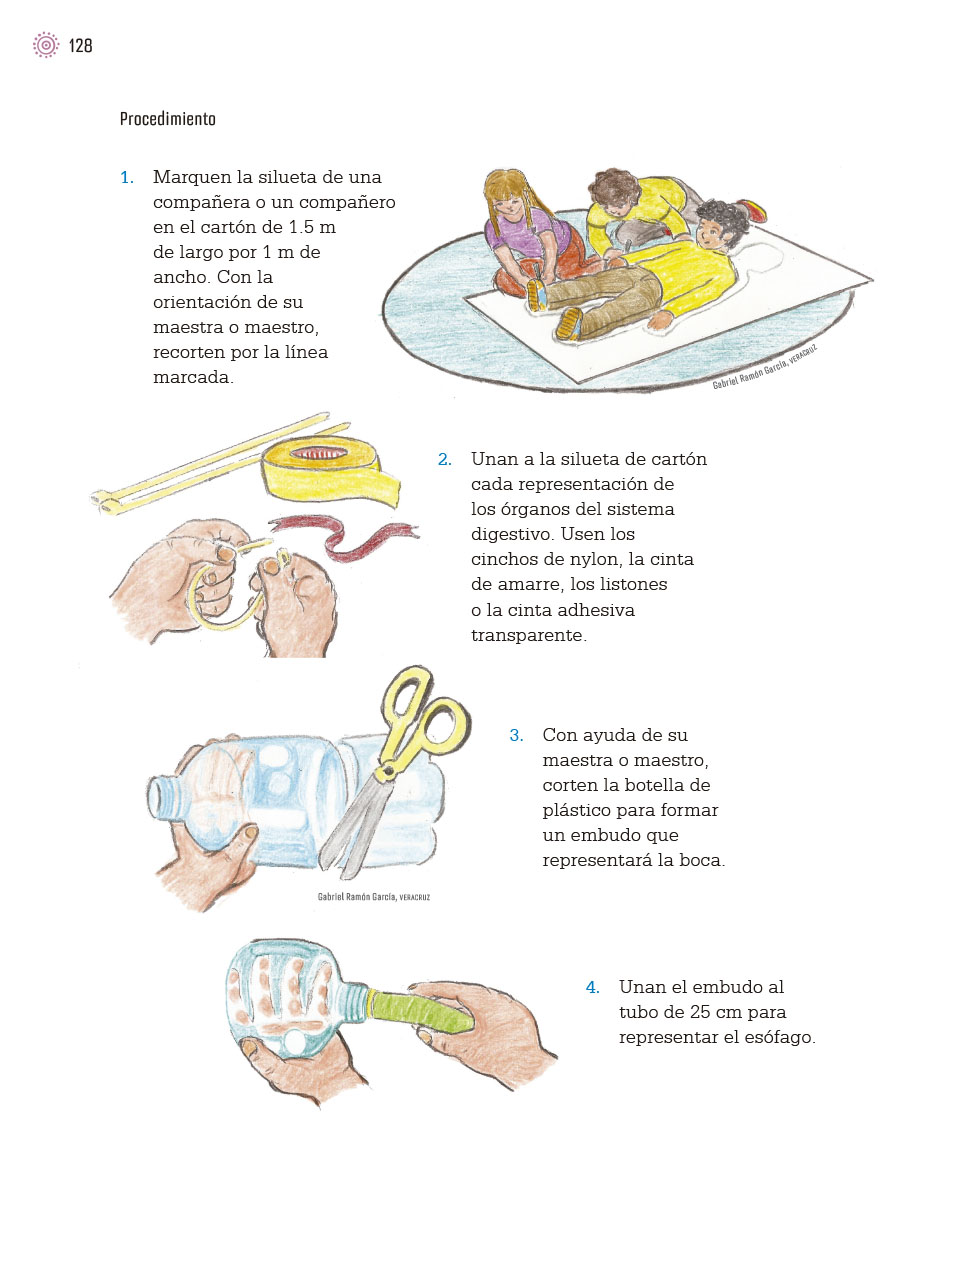 128
Procedimiento
1. Marquen la silueta de una
compañera o un compañero
en el cartón de 1.5 m
de largo por 1 m de
ancho. Con la
orientación de su
maestra o maestro,
recorten por la línea
marcada.
Gabriel Ramón García, VERACRUZ
2. Unan a la silueta de cartón
cada representación de
los órganos del sistema
digestivo. Usen los
cinchos de nylon, la cinta
de amarre, los listones
o la cinta adhesiva
transparente.
3. Con ayuda de su
maestra o maestro,
corten la botella de
plástico para formar
un embudo que
representará la boca.
Gabriel Ramón García, VERACRUZ
4. Unan el embudo al
tubo de 25 cm para
representar el esófago.